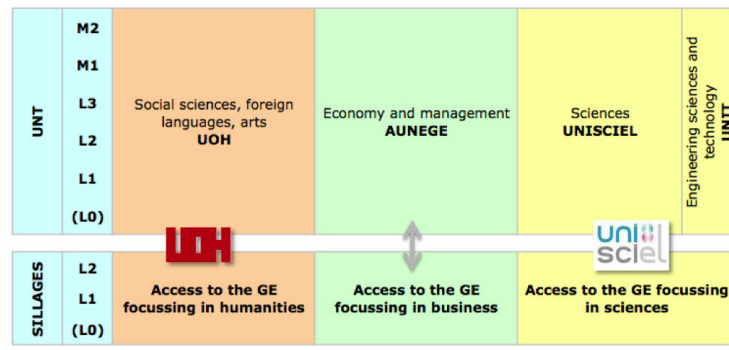 UNT
M2
M1
L3
L2
L1
(L0)
Social sciences, foreign
languages, arts
UOH
Economy and management
AUNEGE
Sciences
UNISCIEL
Engineering sciences and
technology
UNIT
UOH
uni
sciel
SILLAGES
L2
L1
(L0)
Access to the GE
focussing in humanities
Access to the GE
focussing in business
Access to the GE focussing
in sciences